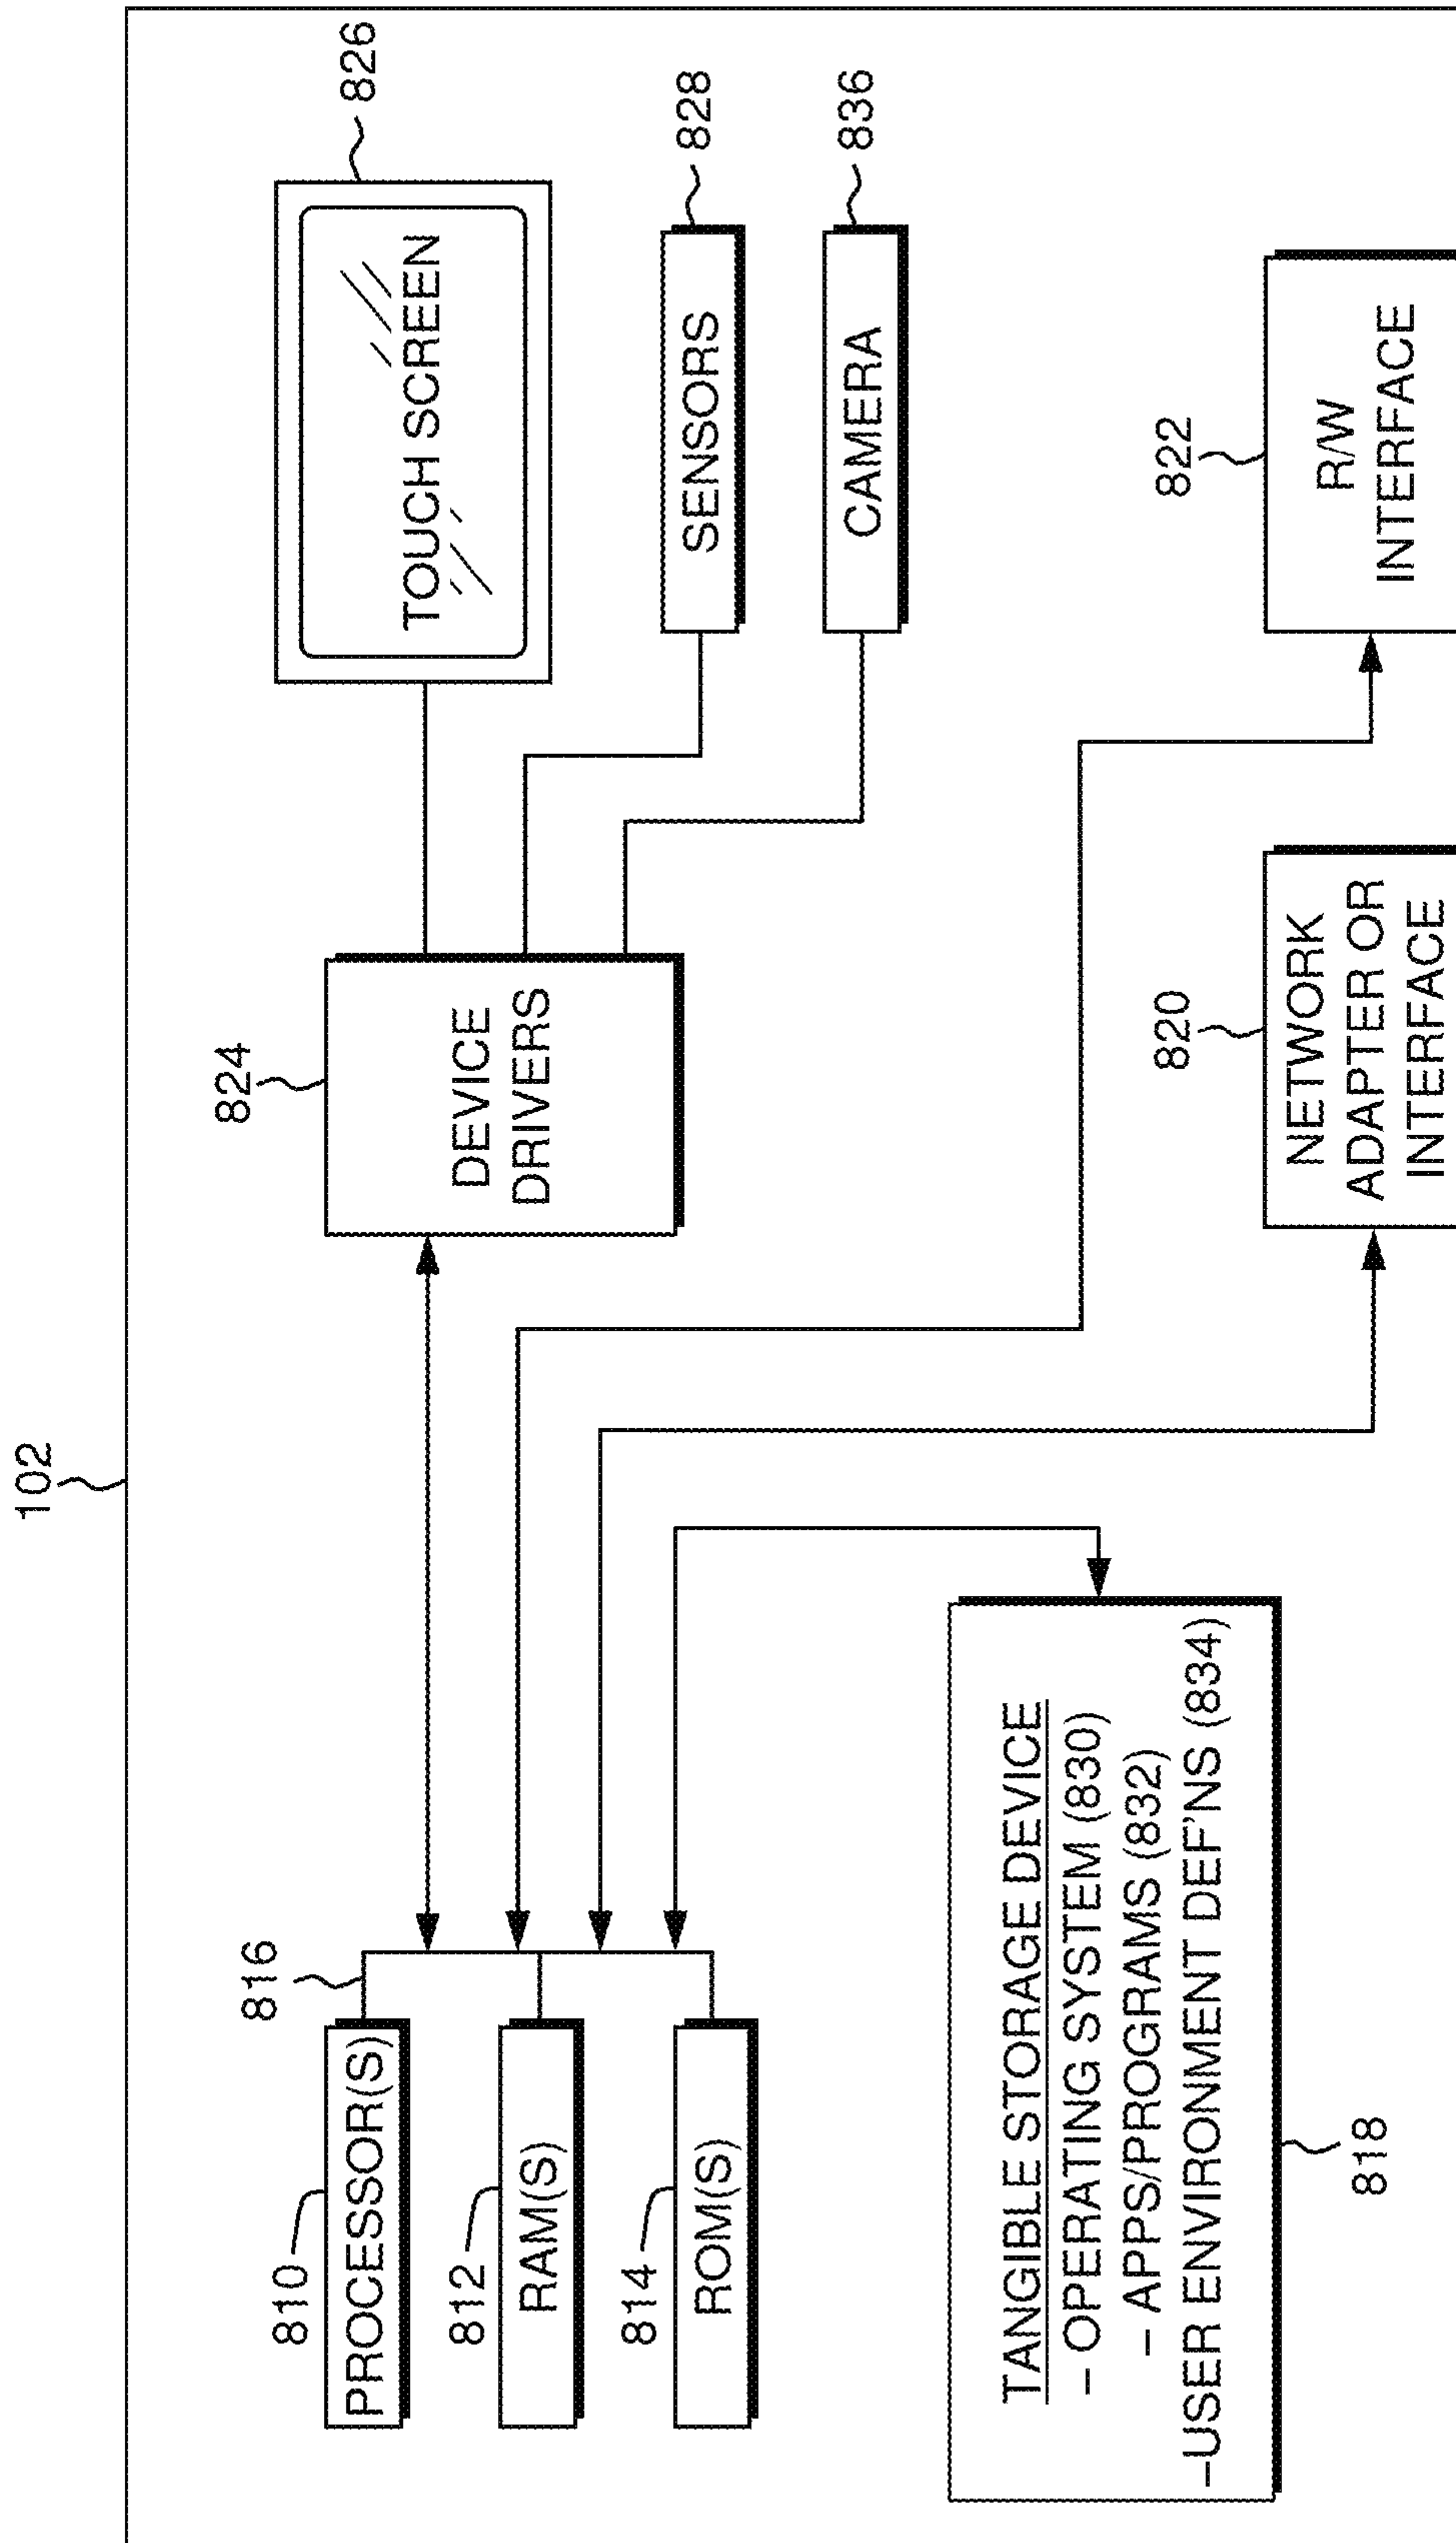 102
826
TOUCH SCREEN
828
SENSORS
836
CAMERA
824
DEVICE
DRIVERS
822
R/W
INTERFACE
820
NETWORK
ADAPTER OR
INTERFACE
816
810
PROCESSOR(S)
812
RAM(S)
814
ROM(S)
TANGIBLE STORAGE DEVICE
– OPERATING SYSTEM (830)
– APPS/PROGRAMS (832)
–USER ENVIRONMENT DEF'NS (834)
818